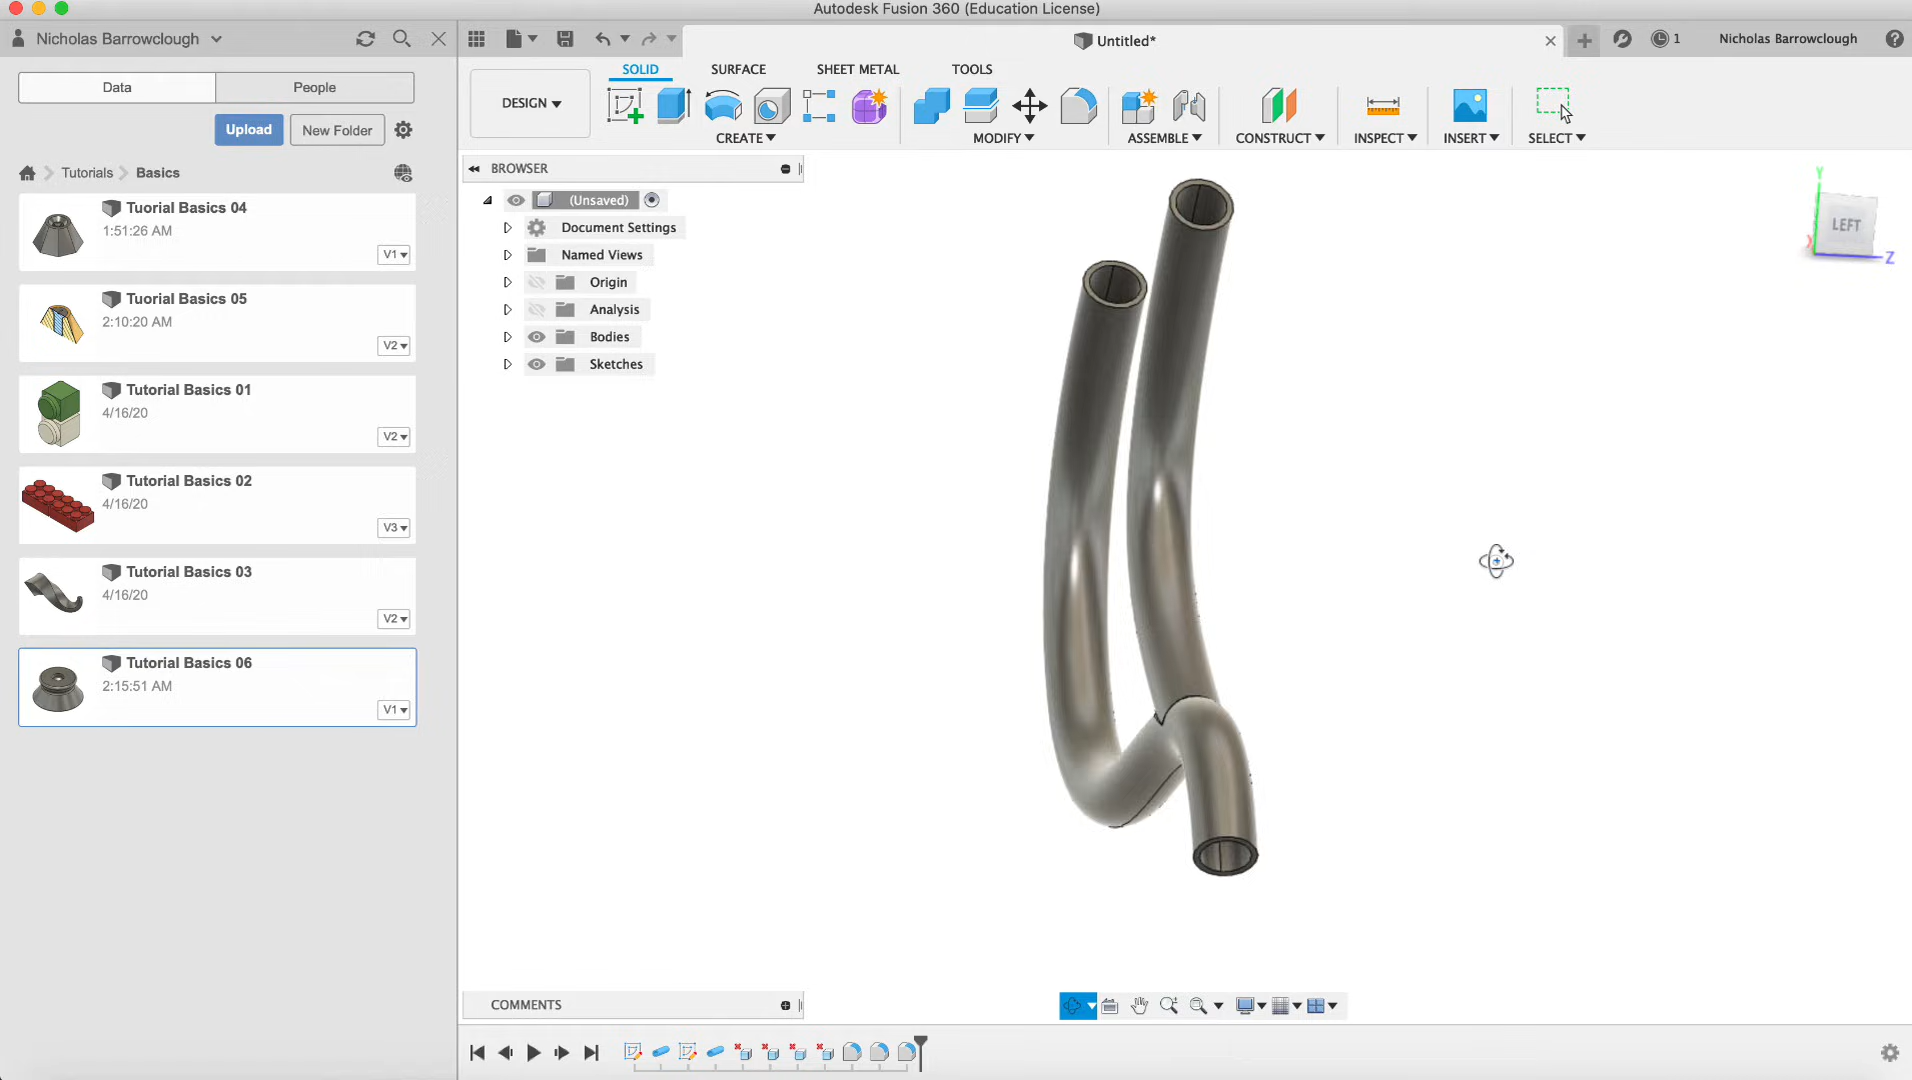 Autodesk Fusion 360 (Education License)
Nicholas Barrowclough
Untitled*
1
Nicholas Barrowclough
Data
People
Upload
New Folder
Tutorials
Basics
Tuorial Basics 04
1:51:26 AM
V1
Tuorial Basics 05
2:10:20 AM
V2
Tutorial Basics 01
4/16/20
V2
Tutorial Basics 02
4/16/20
V3
Tutorial Basics 03
4/16/20
V2
Tutorial Basics 06
2:15:51 AM
V1
DESIGN
SOLID
SURFACE
SHEET METAL
TOOLS
CREATE
MODIFY
ASSEMBLE
CONSTRUCT
INSPECT
INSERT
SELECT
BROWSER
(Unsaved)
Document Settings
Named Views
Origin
Analysis
Bodies
Sketches
Y
LEFT
X
Z
COMMENTS